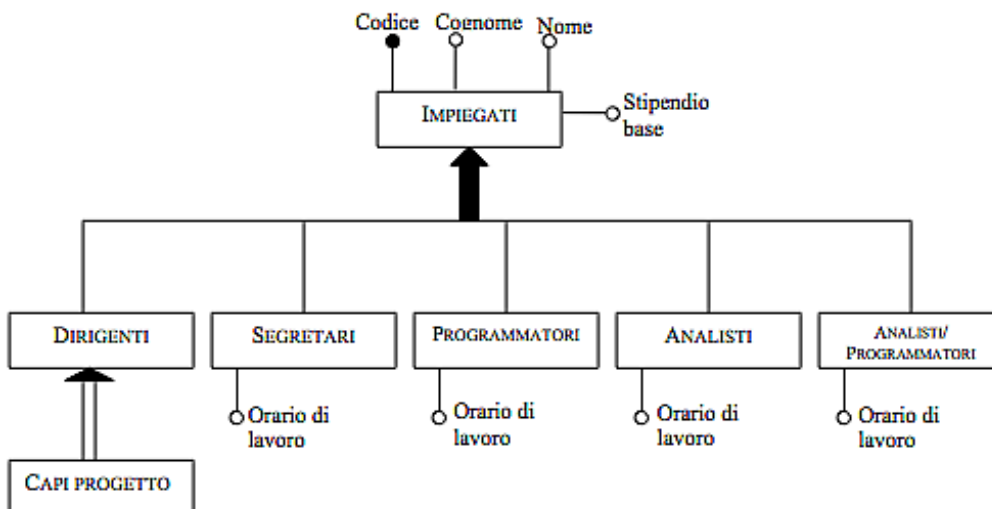 Codice Cognome Nome
IMPIEGATI
Stipendio
base
DIRIGENTI SEGRETARI PROGRAMMATORI ANALISTI ANALISTI/
PROGRAMMATORI
Orario di Orario di Orario di Orario di
lavoro lavoro lavoro lavoro
CAPI PROGETTO